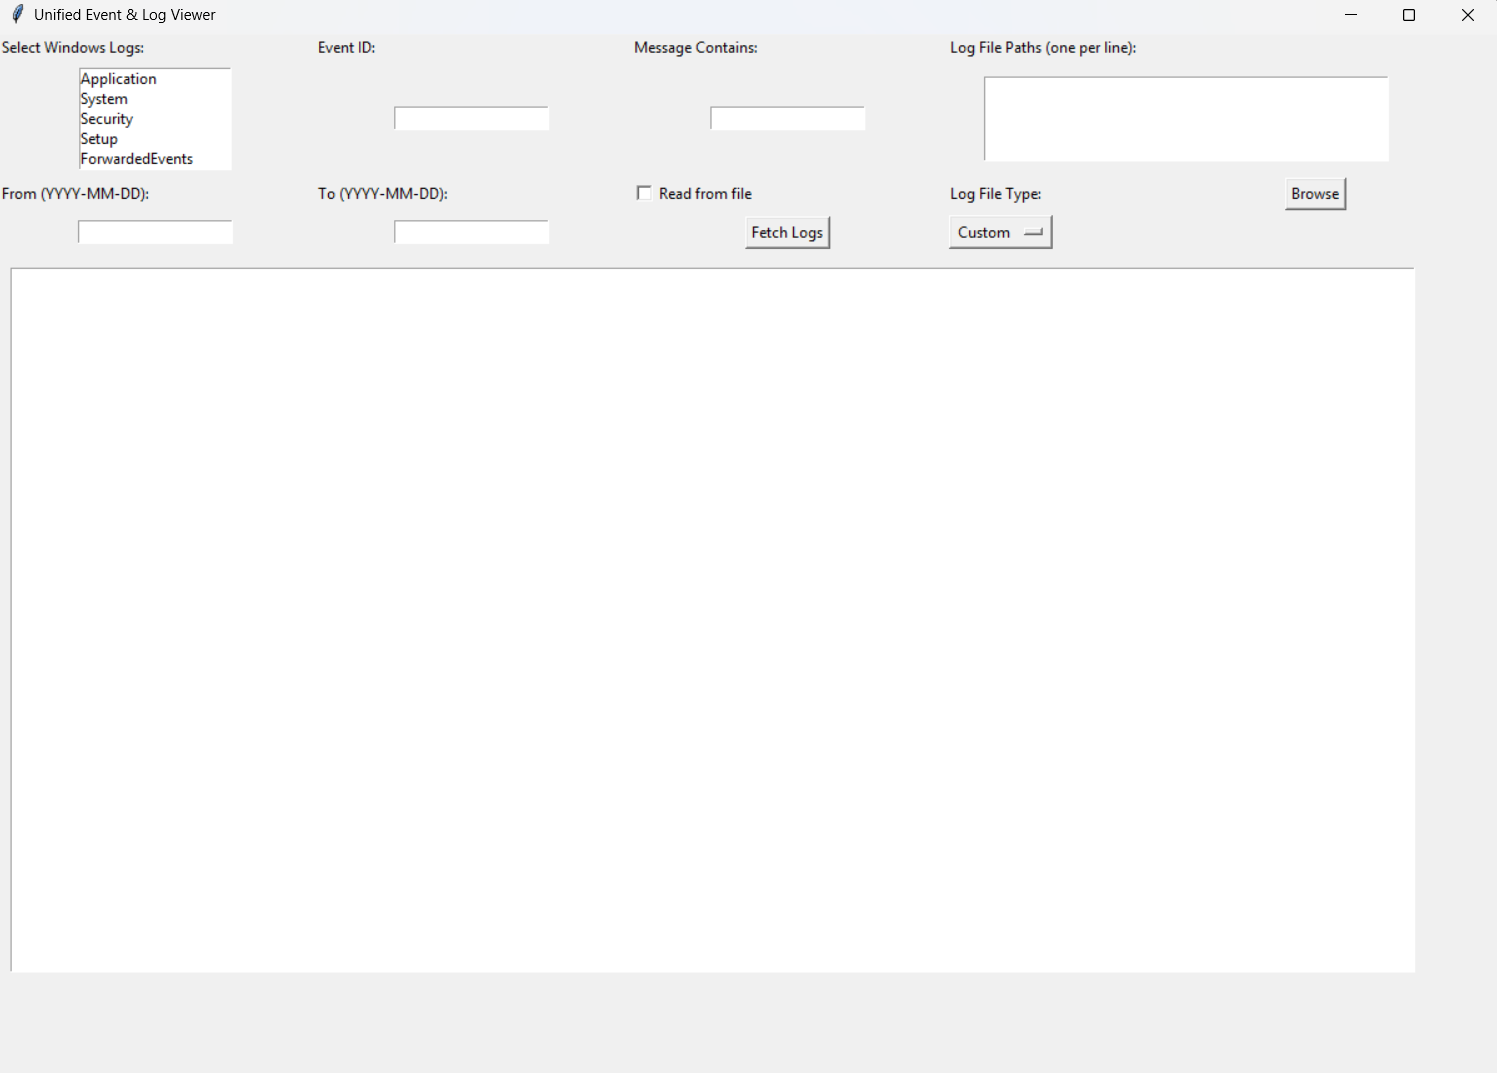 Unified Event & Log Viewer
Select Windows Logs:
Event ID:
Message Contains:
Log File Paths (one per line):
Application
System
Security
Setup
ForwardedEvents
From (YYYY-MM-DD):
To (YYYY-MM-DD):
Read from file
Log File Type:
Browse
Fetch Logs
Custom